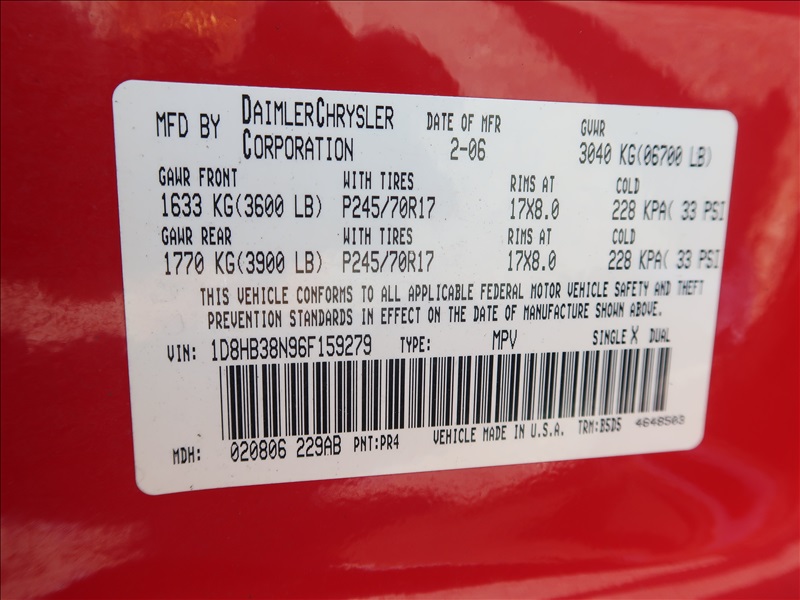 MFD BY DAIMLERCHRYSLER CORPORATION DATE OF MFR 2-06 GVWR 3040 KG(06700 LB)
GAWR FRONT WITH TIRES RIMS AT COLD
1633 KG(3600 LB) P245/70R17 17X8.0 228 KPA( 33 PSI
GAWR REAR WITH TIRES RIMS AT COLD
1770 KG(3900 LB) P245/70R17 17X8.0 228 KPA( 33 PSI
THIS VEHICLE CONFORMS TO ALL APPLICABLE FEDERAL MOTOR VEHICLE SAFETY AND THEFT
PREVENTION STANDARDS IN EFFECT ON THE DATE OF MANUFACTURE SHOWN ABOVE.
VIN: 1D8HB38N96F159279 TYPE: MPV SINGLE X DUAL
MDH: 020806 229AB PNT:PR4 VEHICLE MADE IN U.S.A. TRM:B5D5 4648503